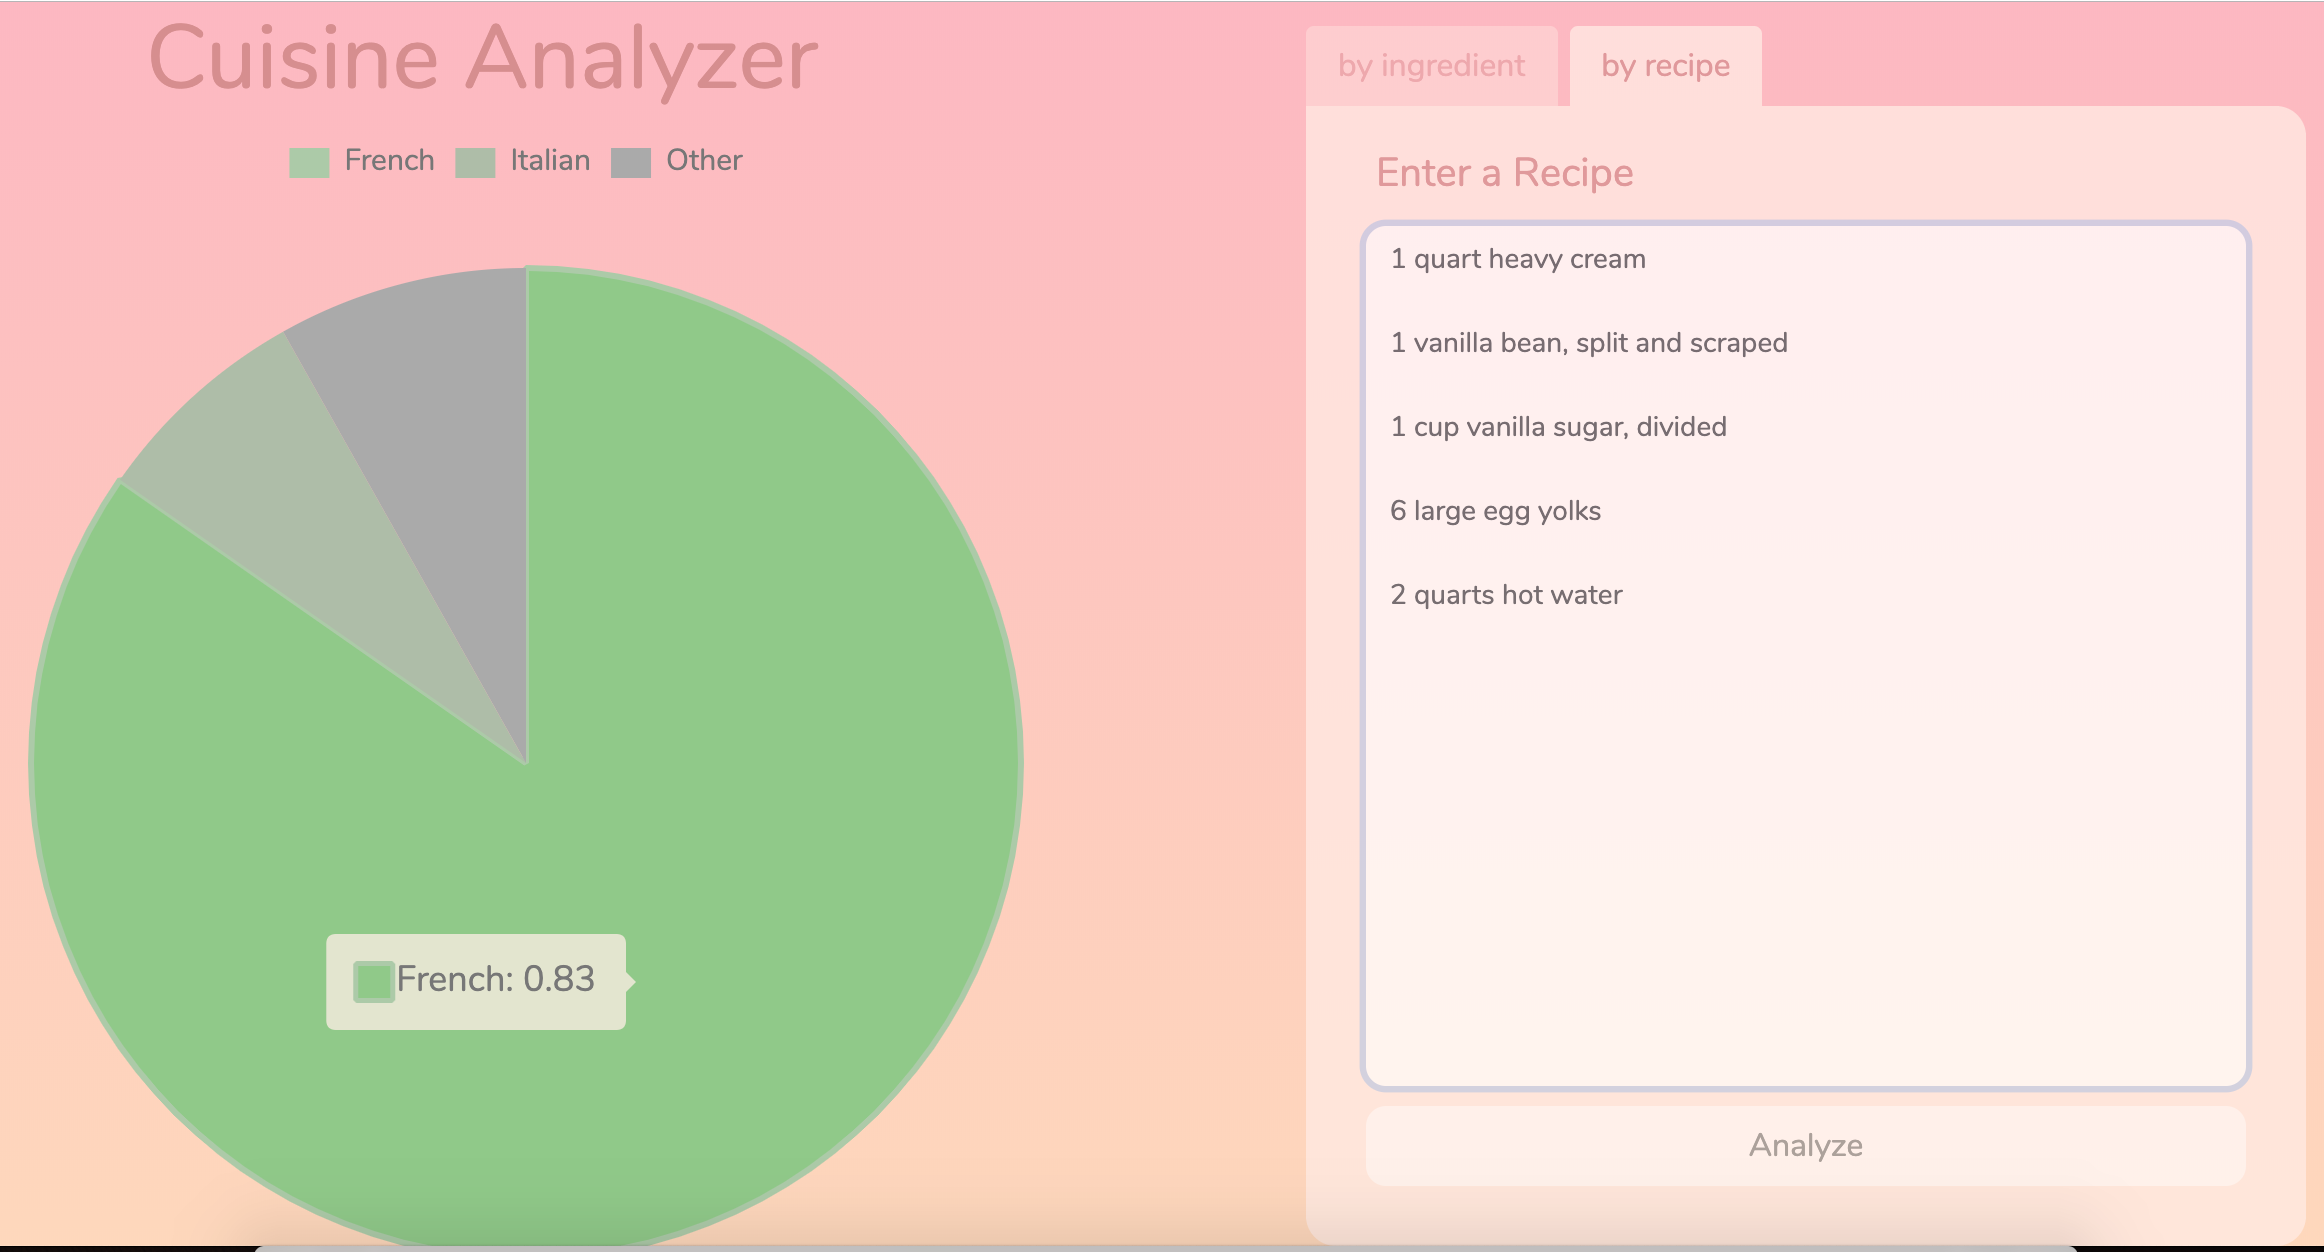 Cuisine Analyzer
French Italian Other
French: 0.83
by ingredient by recipe
Enter a Recipe
1 quart heavy cream
1 vanilla bean, split and scraped
1 cup vanilla sugar, divided
6 large egg yolks
2 quarts hot water
Analyze